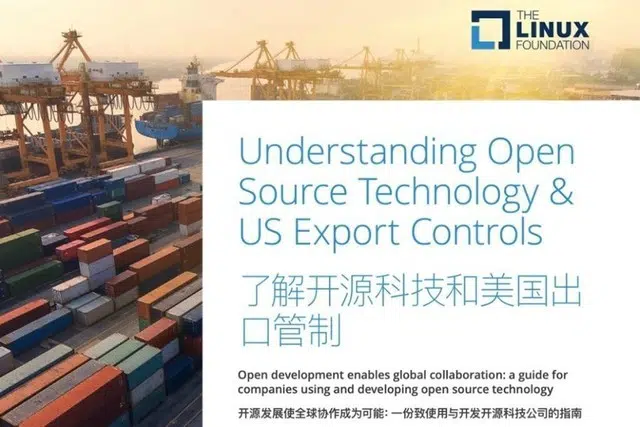 THE
LINUX
FOUNDATION
Understanding Open
Source Technology &
US Export Controls
了解开源科技和美国出
口管制
Open development enables global collaboration: a guide for
companies using and developing open source technology
开源发展使全球协作成为可能：一份致使用与开发开源科技公司的指南